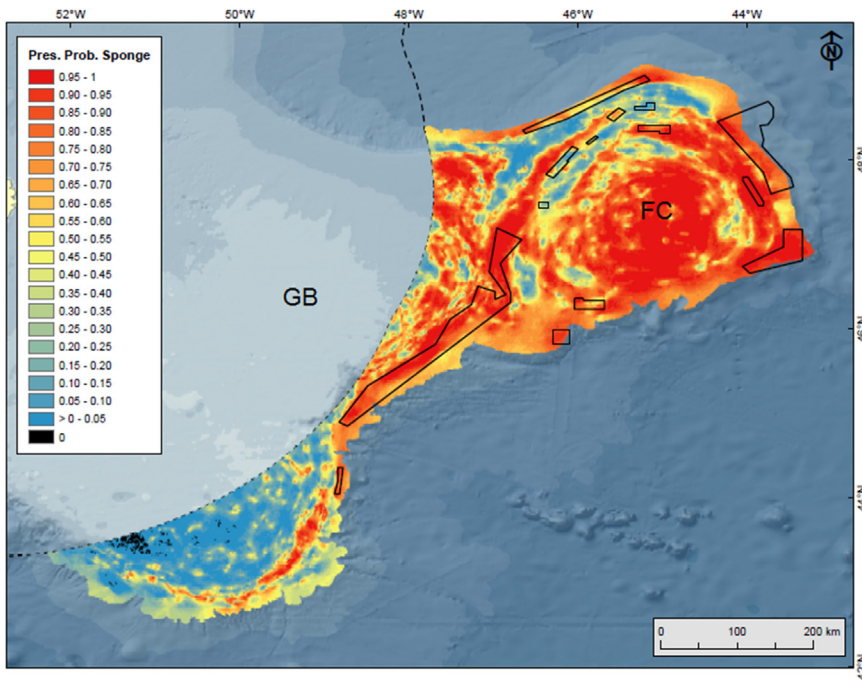 52°W 50°W 48°W 46°W 44°W
N
Pres. Prob. Sponge
0.95 - 1
0.90 - 0.95
0.85 - 0.90
0.80 - 0.85
0.75 - 0.80
0.70 - 0.75
0.65 - 0.70
0.60 - 0.65
0.55 - 0.60
0.50 - 0.55
0.45 - 0.50
0.40 - 0.45
0.35 - 0.40
0.30 - 0.35
0.25 - 0.30
0.20 - 0.25
0.15 - 0.20
0.10 - 0.15
0.05 - 0.10
> 0 - 0.05
0
48°N
FC
GB
46°N
44°N
0 100 200 km
42°N